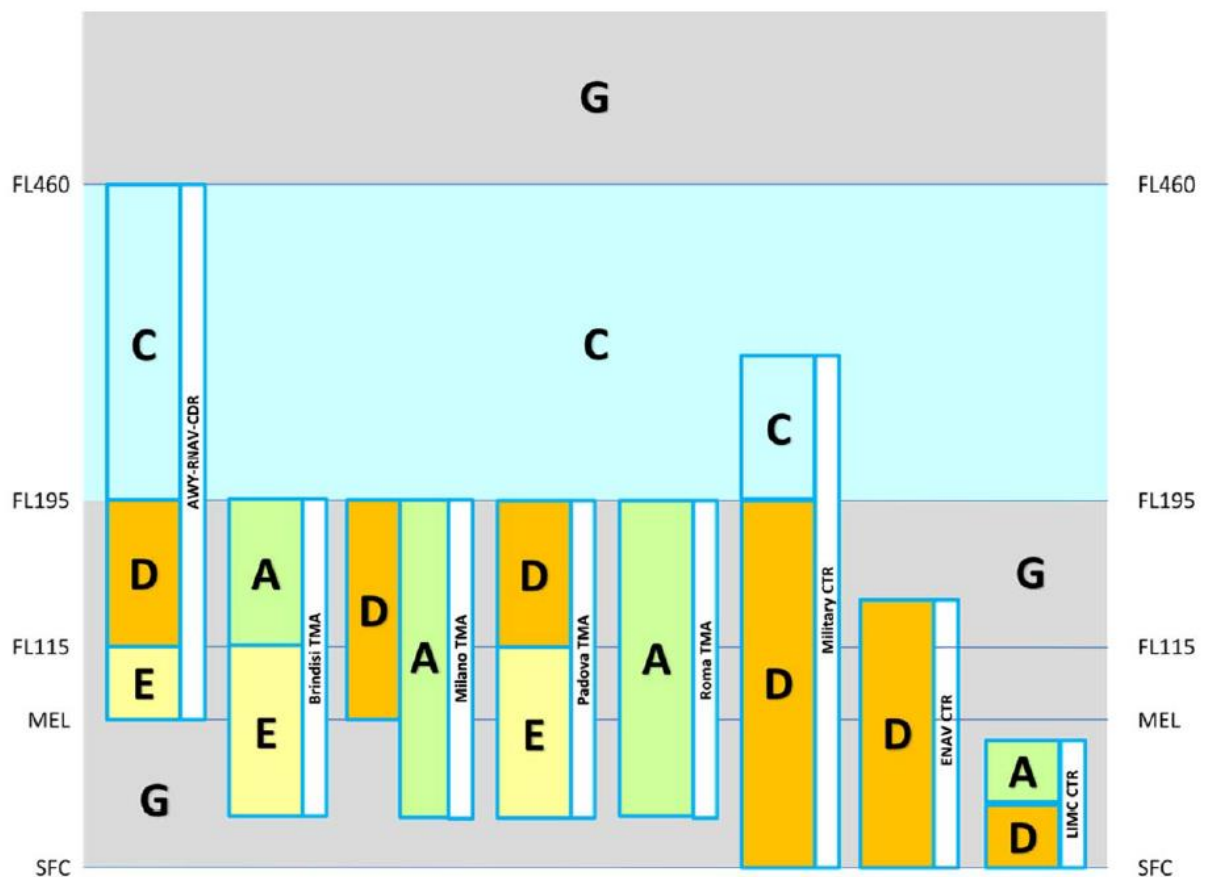 G
FL460
FL460
C
AWY-RNAV-CDR
C
C
FL195
FL195
D
A
Brindisi TMA
D
A
Milano TMA
D
Padova TMA
A
Roma TMA
D
Military CTR
G
FL115
FL115
E
E
E
D
ENAV CTR
MEL
MEL
G
A
D
LIMC CTR
SFC
SFC